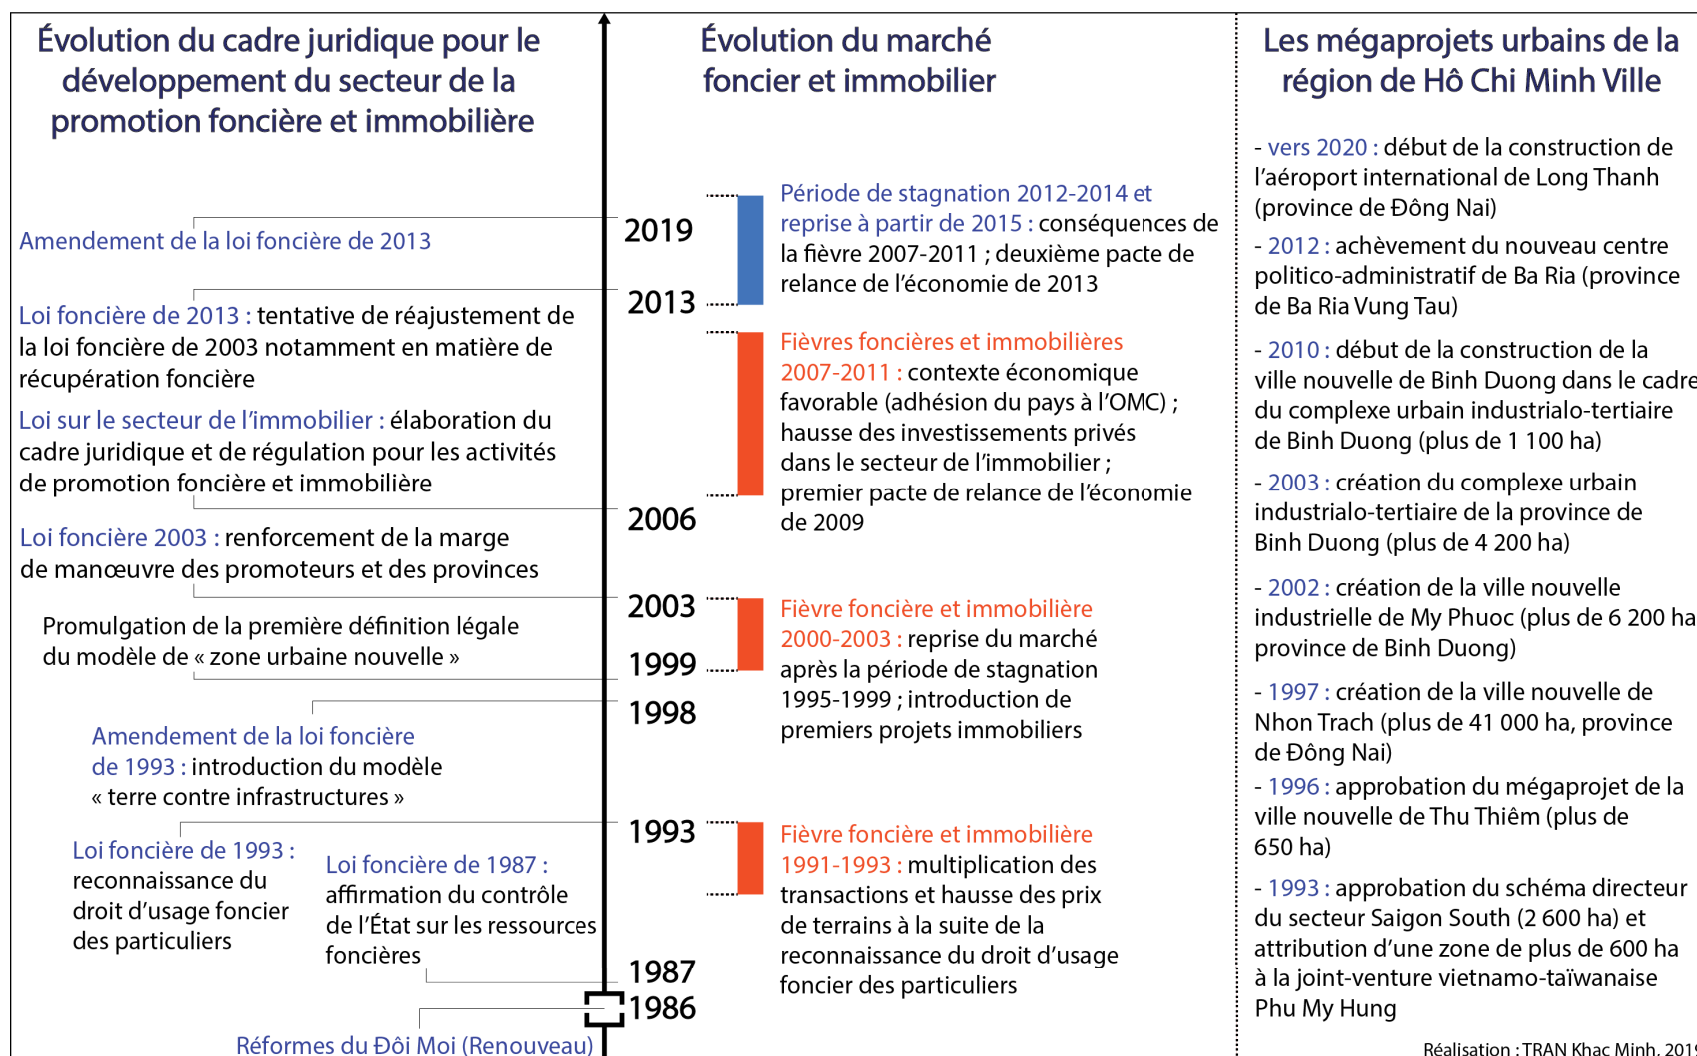 Évolution du cadre juridique pour le
développement du secteur de la
promotion foncière et immobilière
Amendement de la loi foncière de 2013
Loi foncière de 2013 : tentative de réajustement de
la loi foncière de 2003 notamment en matière de
récupération foncière
Loi sur le secteur de l’immobilier : élaboration du
cadre juridique et de régulation pour les activités
de promotion foncière et immobilière
Loi foncière 2003 : renforcement de la marge
de manœuvre des promoteurs et des provinces
Promulgation de la première définition légale
du modèle de « zone urbaine nouvelle »
Amendement de la loi foncière
de 1993 : introduction du modèle
« terre contre infrastructures »
Loi foncière de 1993 :
reconnaissance du
droit d’usage foncier
des particuliers
Loi foncière de 1987 :
affirmation du contrôle
de l’État sur les ressources
foncières
Réformes du Đôi Moi (Renouveau)
2019
2013
2006
2003
1999
1998
1993
1987
1986
Évolution du marché
foncier et immobilier
Période de stagnation 2012-2014 et
reprise à partir de 2015 : conséquences de
la fièvre 2007-2011 ; deuxième pacte de
relance de l’économie de 2013
Fièvres foncières et immobilières
2007-2011 : contexte économique
favorable (adhésion du pays à l’OMC) ;
hausse des investissements privés
dans le secteur de l’immobilier ;
premier pacte de relance de l’économie
de 2009
Fièvre foncière et immobilière
2000-2003 : reprise du marché
après la période de stagnation
1995-1999 ; introduction de
premiers projets immobiliers
Fièvre foncière et immobilière
1991-1993 : multiplication des
transactions et hausse des prix
de terrains à la suite de la
reconnaissance du droit d’usage
foncier des particuliers
Les mégaprojets urbains de la
région de Hô Chi Minh Ville
- vers 2020 : début de la construction de
l’aéroport international de Long Thanh
(province de Đông Nai)
- 2012 : achèvement du nouveau centre
politico-administratif de Ba Ria (province
de Ba Ria Vung Tau)
- 2010 : début de la construction de la
ville nouvelle de Binh Duong dans le cadre
du complexe urbain industrialo-tertiaire
de Binh Duong (plus de 1 100 ha)
- 2003 : création du complexe urbain
industrialo-tertiaire de la province de
Binh Duong (plus de 4 200 ha)
- 2002 : création de la ville nouvelle
industrielle de My Phuoc (plus de 6 200 ha
province de Binh Duong)
- 1997 : création de la ville nouvelle de
Nhon Trach (plus de 41 000 ha, province
de Đông Nai)
- 1996 : approbation du mégaprojet de la
ville nouvelle de Thu Thiêm (plus de
650 ha)
- 1993 : approbation du schéma directeur
du secteur Saigon South (2 600 ha) et
attribution d’une zone de plus de 600 ha
à la joint-venture vietnamo-taïwanaise
Phu My Hung
Réalisation : TRAN Khac Minh, 2019